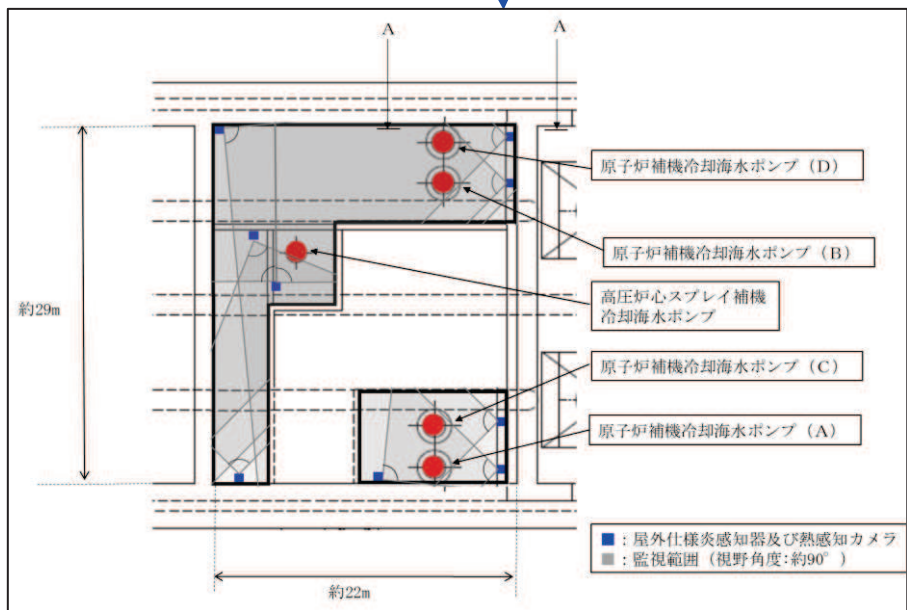 A
A
原子炉補機冷却海水ポンプ（D）
原子炉補機冷却海水ポンプ（B）
高圧炉心スプレイ補機
冷却海水ポンプ
約29m
原子炉補機冷却海水ポンプ（C）
原子炉補機冷却海水ポンプ（A）
■：屋外仕様炎感知器及び熱感知カメラ
■：監視範囲（視野角度:約90°）
約22m